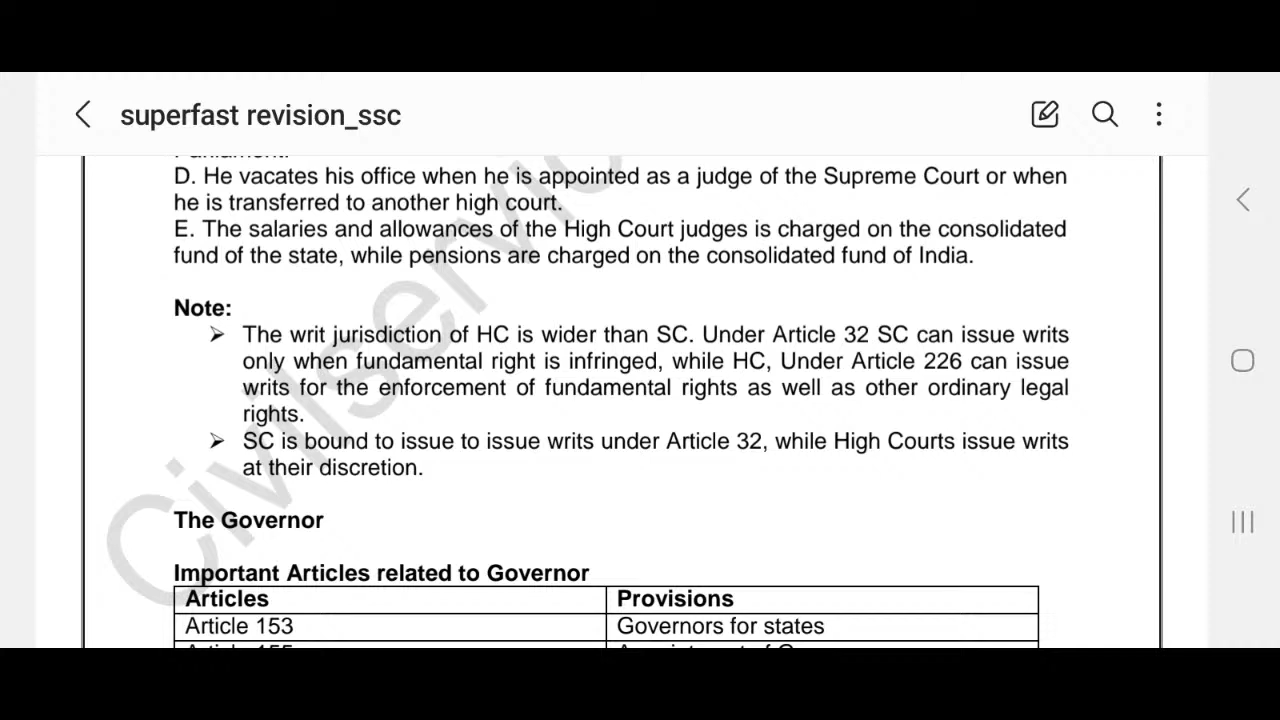 superfast revision_ssc
Parliament.
D. He vacates his office when he is appointed as a judge of the Supreme Court or when
he is transferred to another high court.
E. The salaries and allowances of the High Court judges is charged on the consolidated
fund of the state, while pensions are charged on the consolidated fund of India.
Note:
➢ The writ jurisdiction of HC is wider than SC. Under Article 32 SC can issue writs
only when fundamental right is infringed, while HC, Under Article 226 can issue
writs for the enforcement of fundamental rights as well as other ordinary legal
rights.
➢ SC is bound to issue to issue writs under Article 32, while High Courts issue writs
at their discretion.
The Governor
Important Articles related to Governor
Articles Provisions
Article 153 Governors for states
Article 155
Civilservic